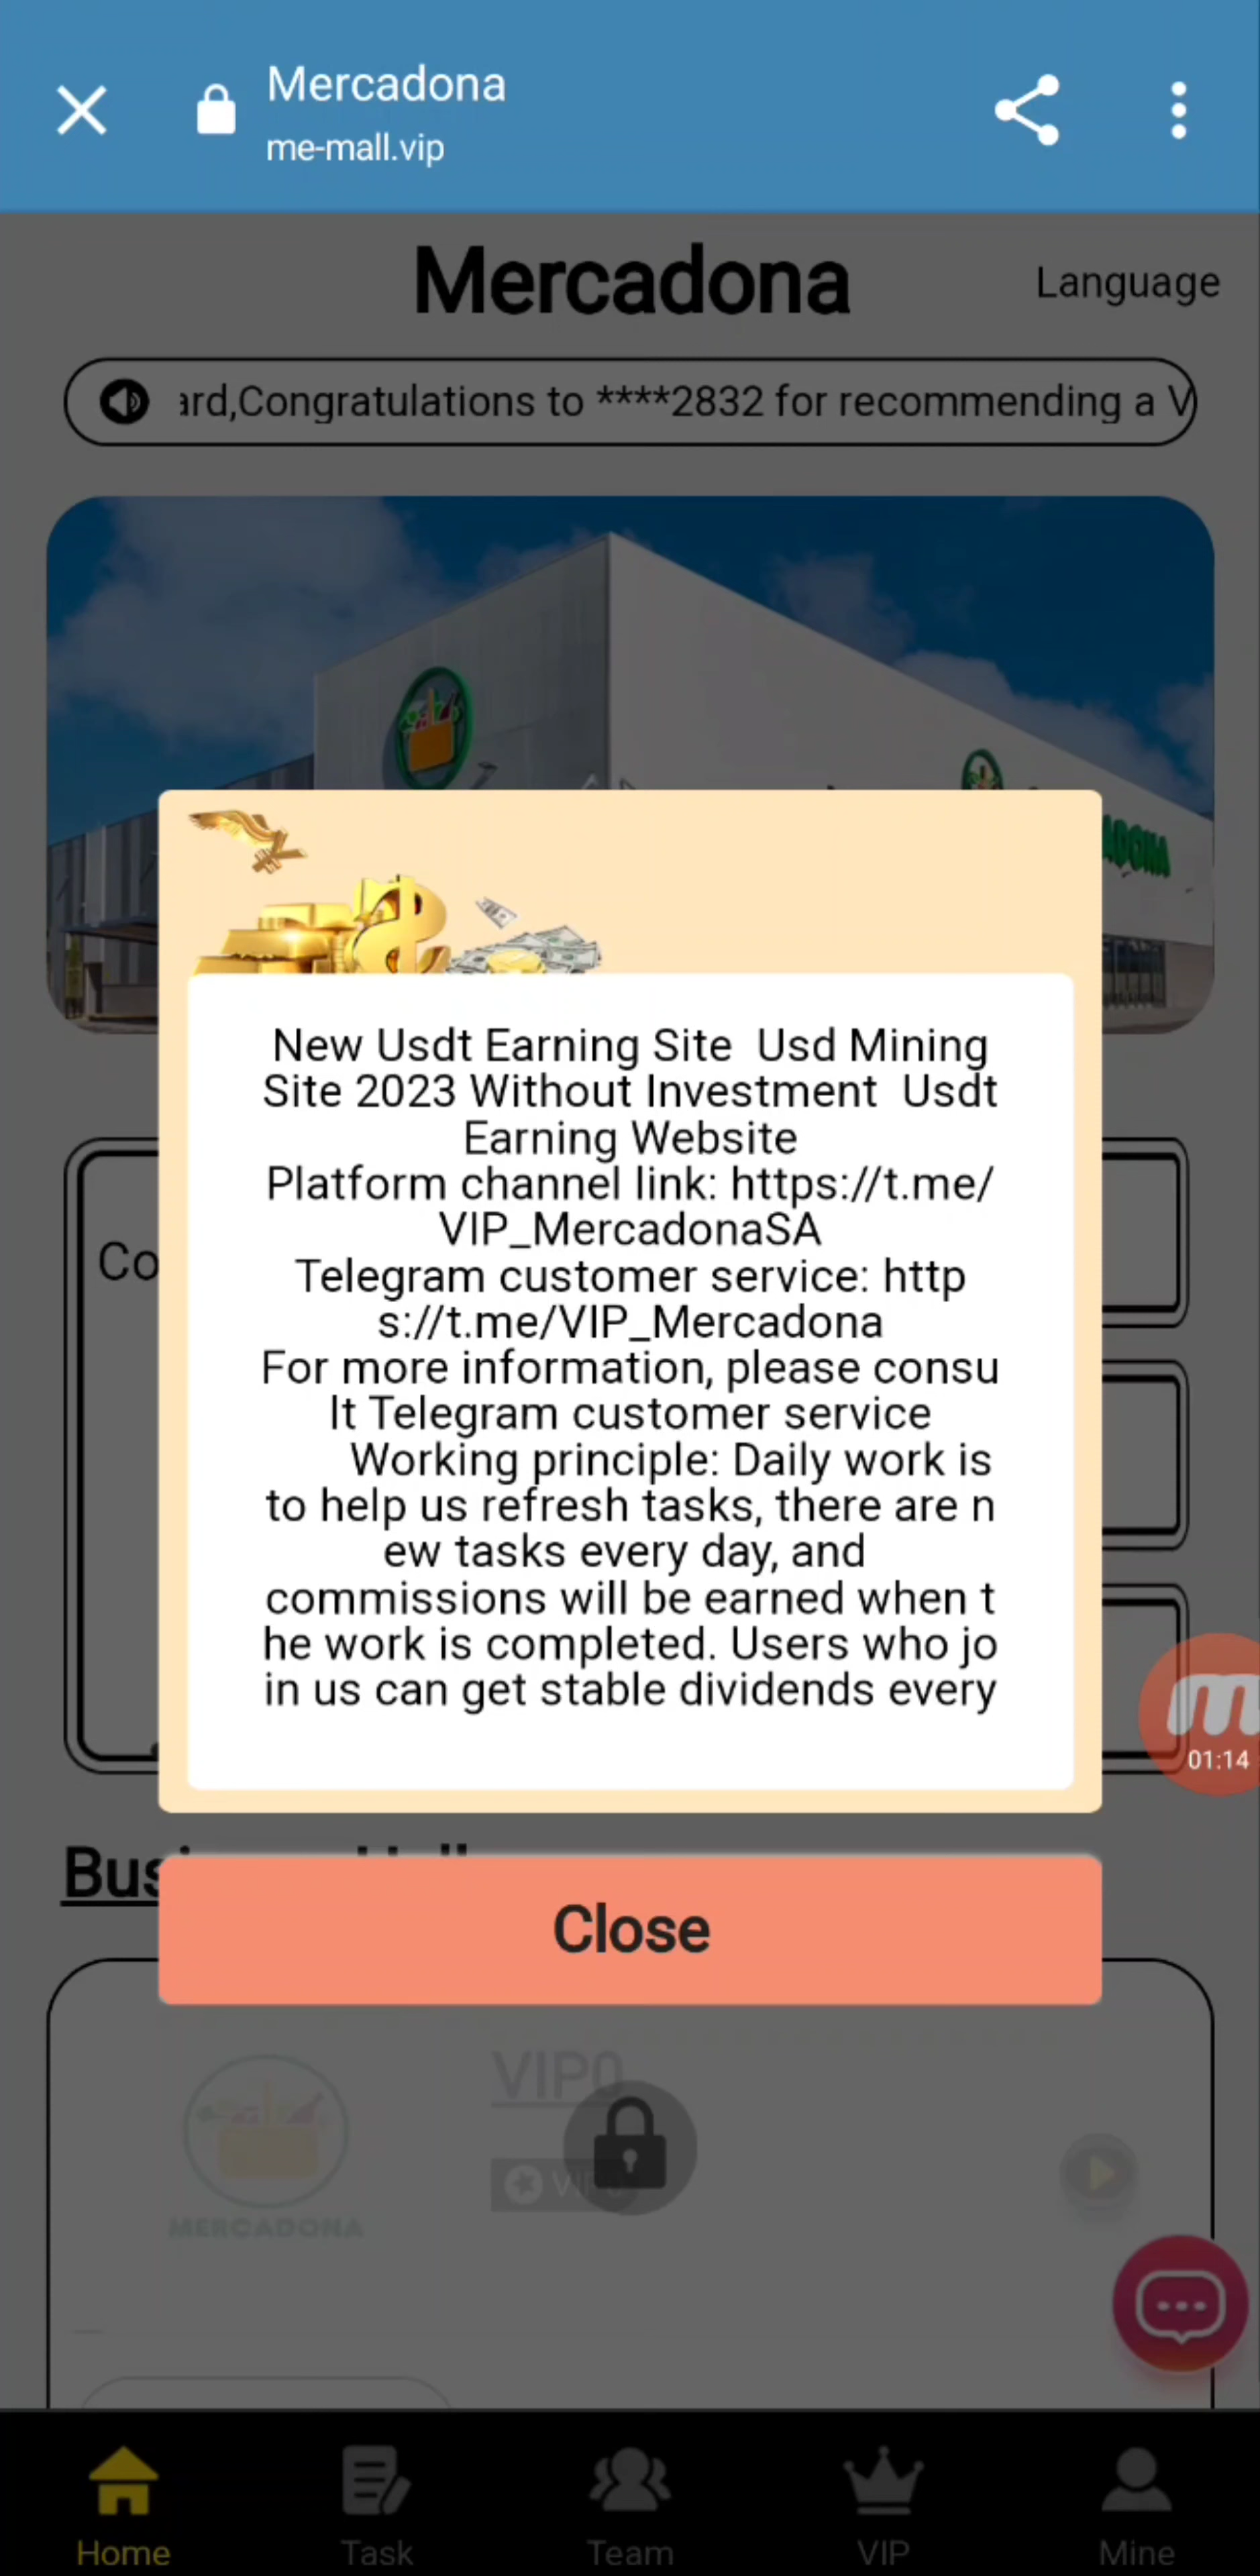 Mercadona
me-mall.vip
Mercadona
Language
ard,Congratulations to ****2832 for recommending a V
New Usdt Earning Site  Usd Mining
Site 2023 Without Investment  Usdt
Earning Website
Platform channel link: https://t.me/
VIP_MercadonaSA
Telegram customer service: http
s://t.me/VIP_Mercadona
For more information, please consu
lt Telegram customer service
Working principle: Daily work is
to help us refresh tasks, there are n
ew tasks every day, and
commissions will be earned when t
he work is completed. Users who jo
in us can get stable dividends every
Co
01:14
Close
VIP0
MERCADONA
Home
Task
Team
VIP
Mine